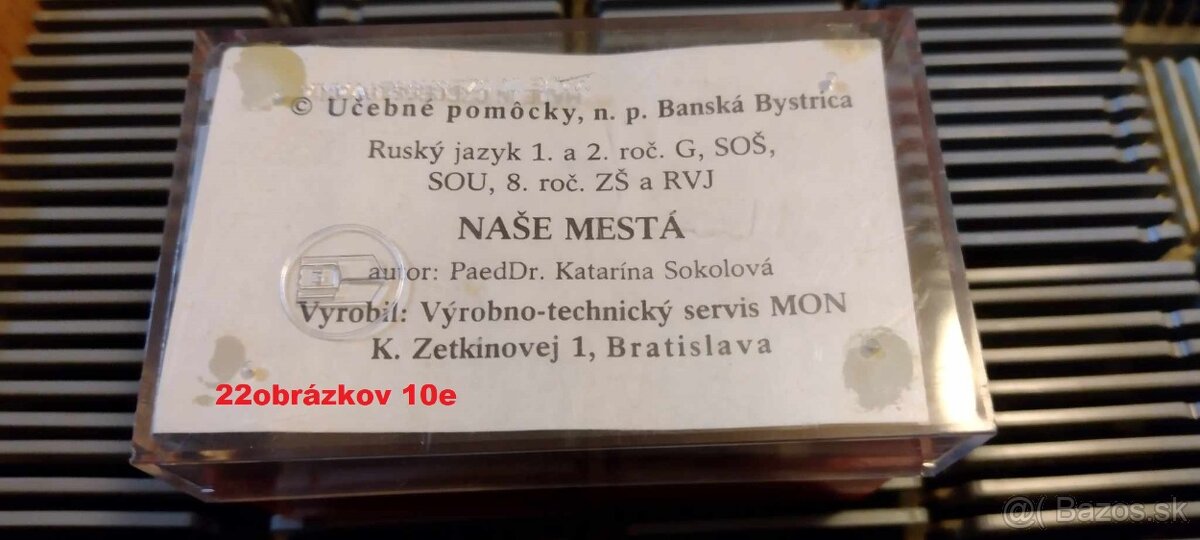 © Učebné pomôcky, n. p. Banská Bystrica
Ruský jazyk 1. a 2. roč. G, SOŠ,
SOU, 8. roč. ZŠ a RVJ
NAŠE MESTÁ
autor: PaedDr. Katarína Sokolová
Vyrobil: Výrobno-technický servis MON
K. Zetkinovej 1, Bratislava
22obrázkov 10e
@( Bazos.sk